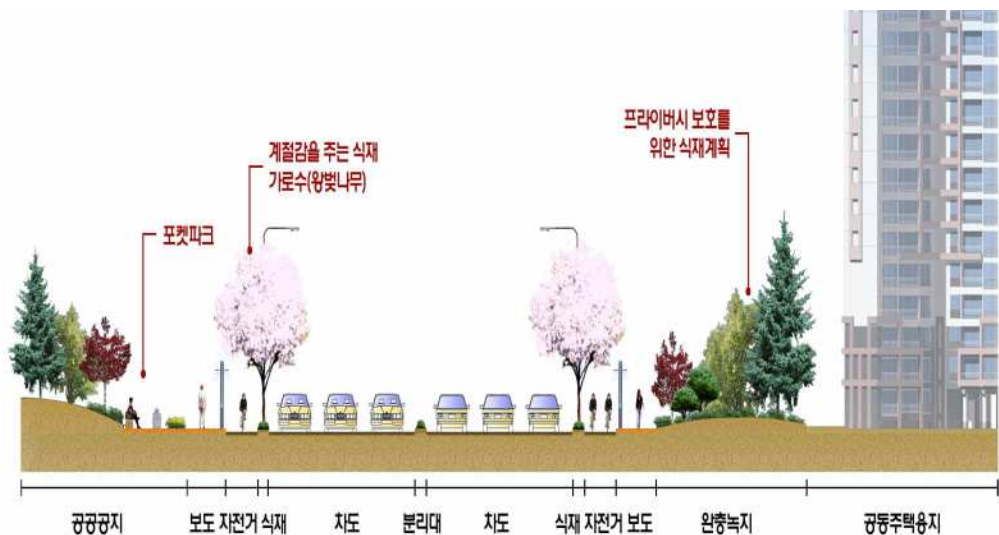 프라이버시 보호를
위한 식재계획
계절감을 주는 식재
가로수(왕벚나무)
포켓파크
공공공지 보도 자전거 식재 차도 분리대 차도 식재 자전거 보도 완충녹지 공동주택용지